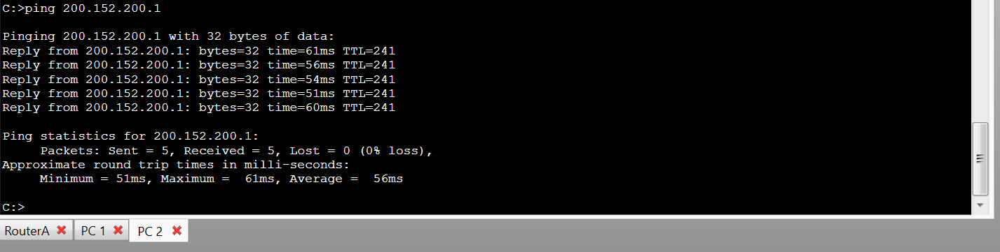 C:>ping 200.152.200.1
Pinging 200.152.200.1 with 32 bytes of data:
Reply from 200.152.200.1: bytes=32 time=61ms TTL=241
Reply from 200.152.200.1: bytes=32 time=56ms TTL=241
Reply from 200.152.200.1: bytes=32 time=54ms TTL=241
Reply from 200.152.200.1: bytes=32 time=51ms TTL=241
Reply from 200.152.200.1: bytes=32 time=60ms TTL=241
Ping statistics for 200.152.200.1:
     Packets: Sent = 5, Received = 5, Lost = 0 (0% loss),
Approximate round trip times in milli-seconds:
     Minimum = 51ms, Maximum =  61ms, Average =  56ms
C:>
RouterA PC 1 PC 2